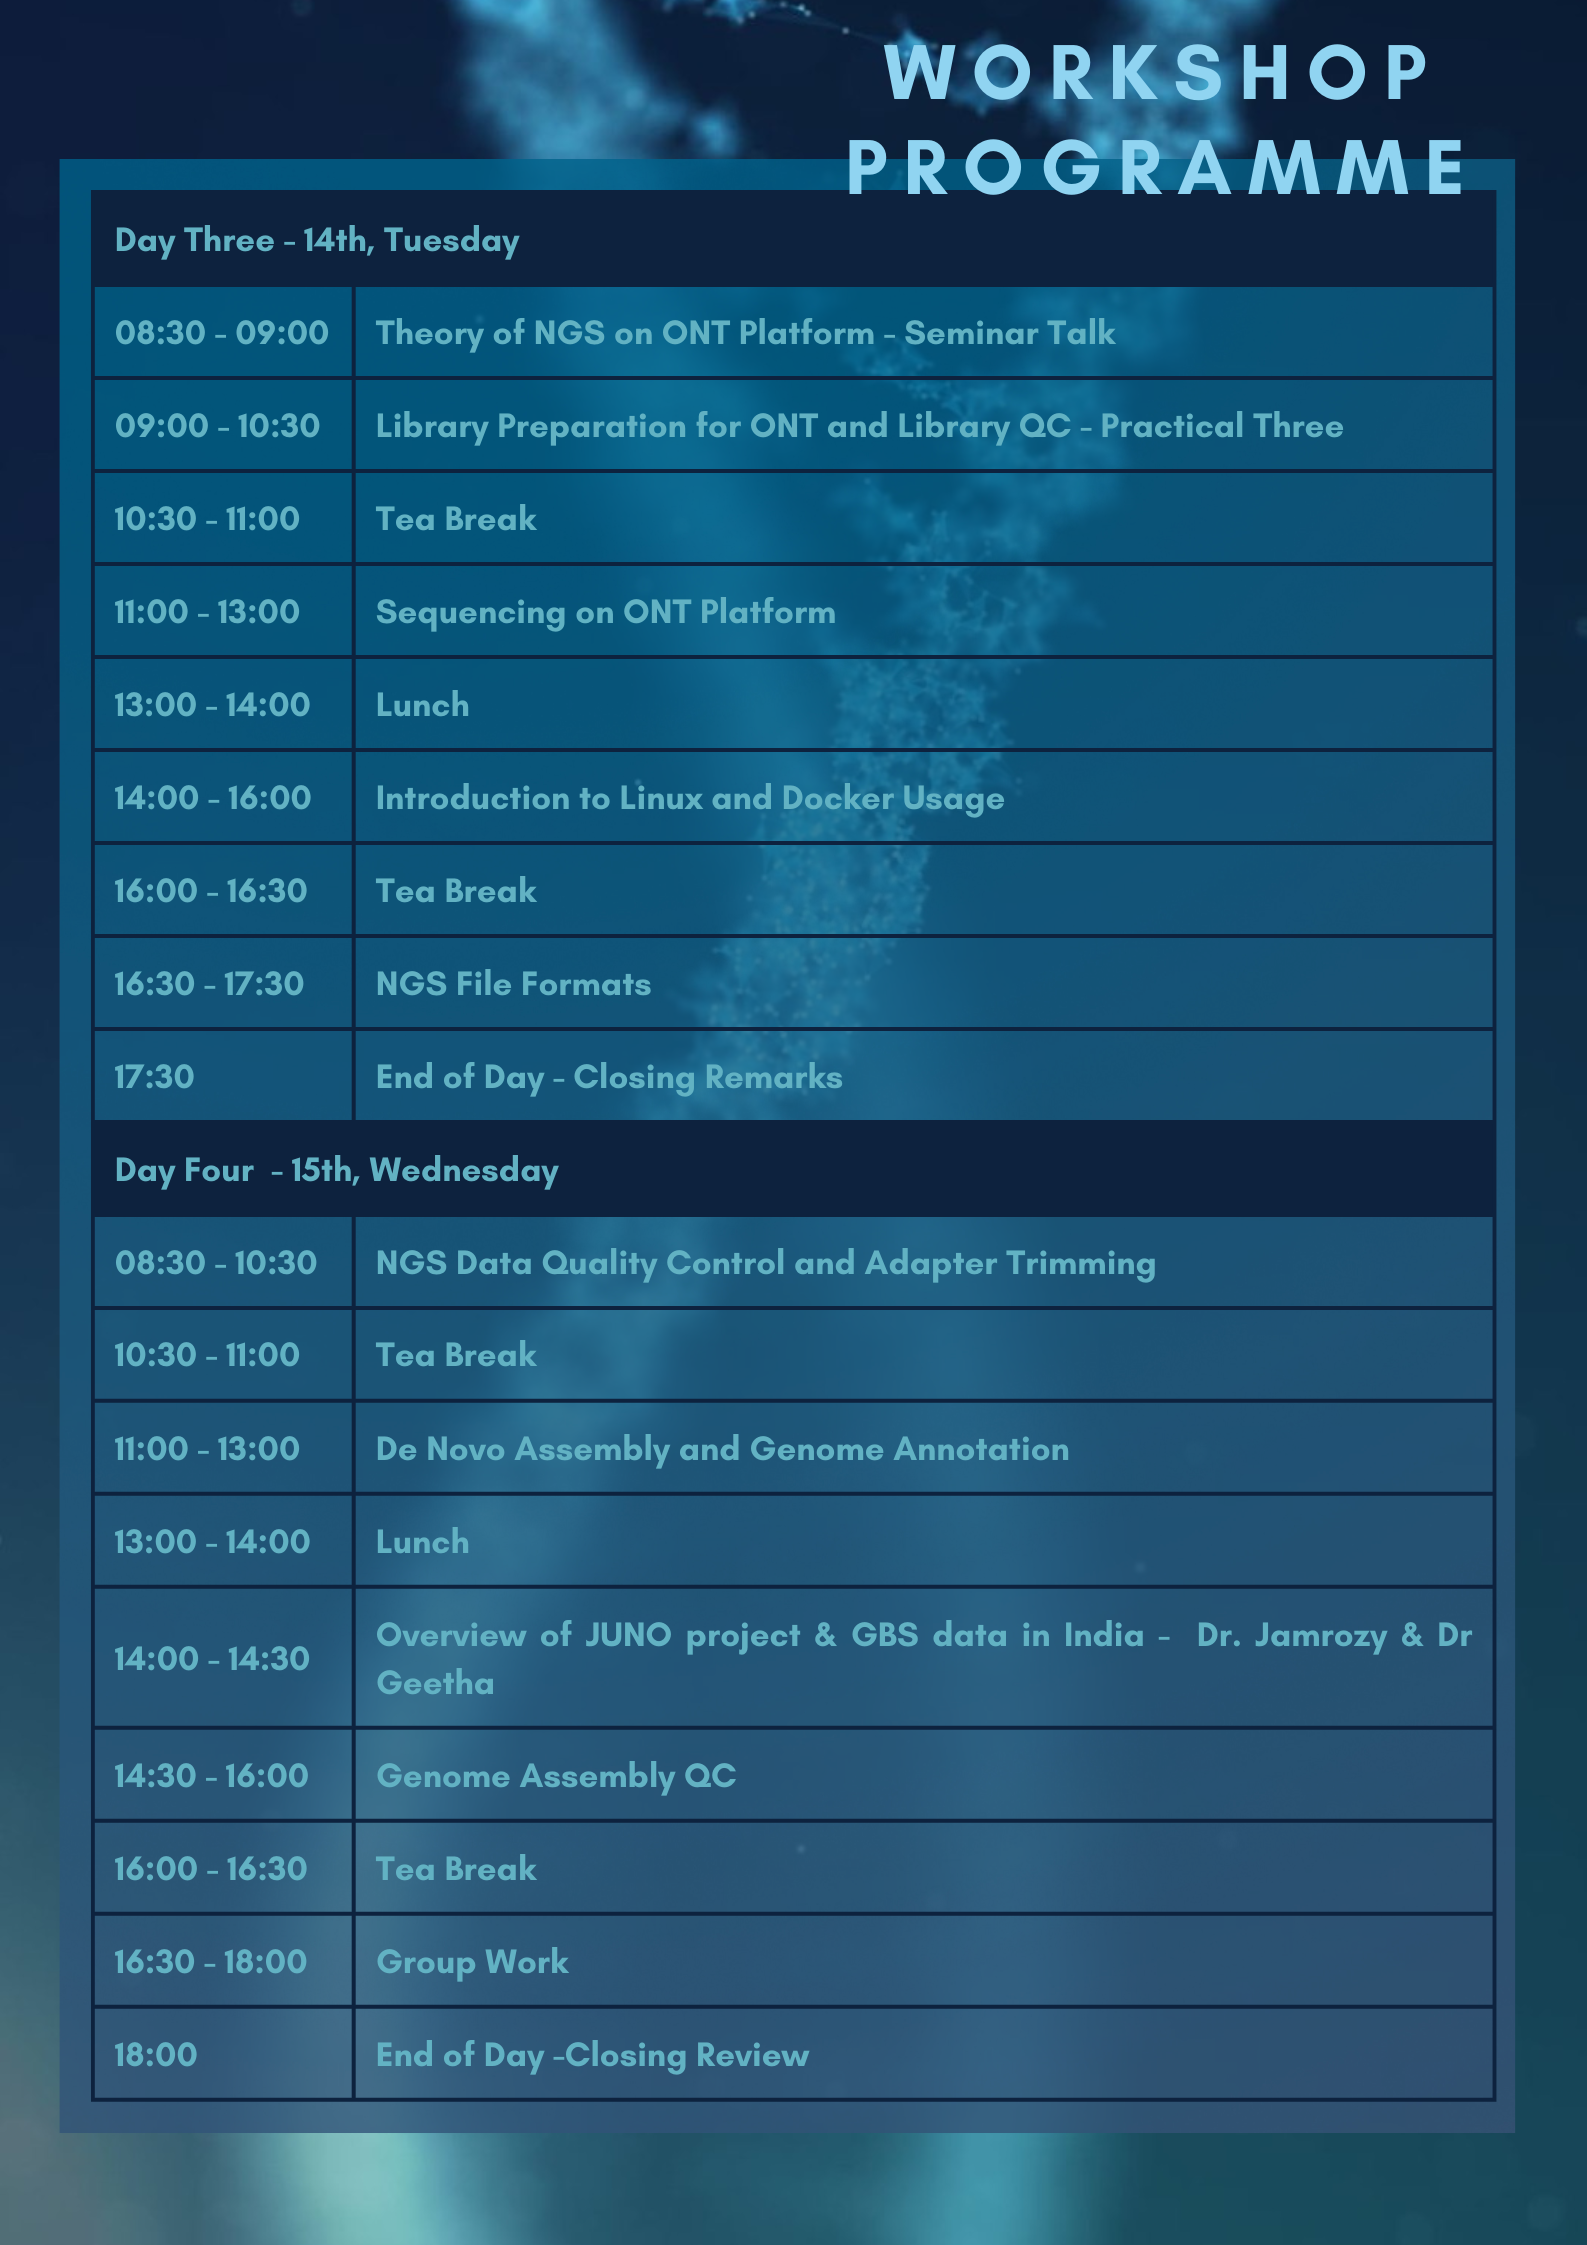 WORKSHOP
PROGRAMME
Day Three - 14th, Tuesday
08:30 - 09:00 Theory of NGS on ONT Platform - Seminar Talk
09:00 - 10:30 Library Preparation for ONT and Library QC - Practical Three
10:30 - 11:00 Tea Break
11:00 - 13:00 Sequencing on ONT Platform
13:00 - 14:00 Lunch
14:00 - 16:00 Introduction to Linux and Docker Usage
16:00 - 16:30 Tea Break
16:30 - 17:30 NGS File Formats
17:30 End of Day - Closing Remarks
Day Four - 15th, Wednesday
08:30 - 10:30 NGS Data Quality Control and Adapter Trimming
10:30 - 11:00 Tea Break
11:00 - 13:00 De Novo Assembly and Genome Annotation
13:00 - 14:00 Lunch
14:00 - 14:30 Overview of JUNO project & GBS data in India - Dr. Jamrozy & Dr
Geetha
14:30 - 16:00 Genome Assembly QC
16:00 - 16:30 Tea Break
16:30 - 18:00 Group Work
18:00 End of Day -Closing Review